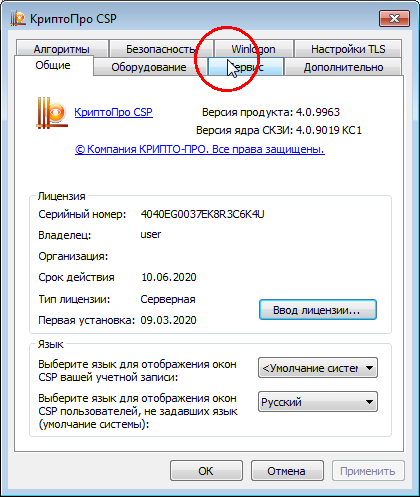 КриптоПро CSP
Алгоритмы Безопасность Winlogon Настройки TLS
Общие Оборудование Сервис Дополнительно
КриптоПро CSP
Версия продукта: 4.0.9963
Версия ядра СКЗИ: 4.0.9019 КС1
© Компания КРИПТО-ПРО. Все права защищены.
Лицензия
Серийный номер: 4040EG0037EK8R3C6K4U
Владелец: user
Организация:
Срок действия 10.06.2020
Тип лицензии: Серверная
Первая установка: 09.03.2020
Ввод лицензии...
Язык
Выберите язык для отображения окон
CSP вашей учетной записи:
<Умолчание систем
Выберите язык для отображения окон
CSP пользователей, не задавших язык
(умолчание системы):
Русский
ОК Отмена Применить